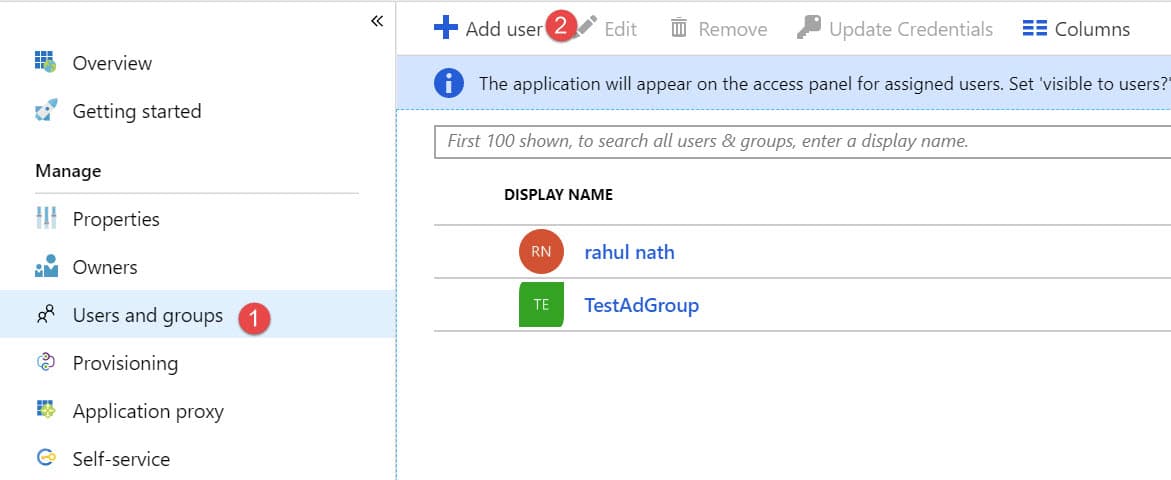 «
Overview
Getting started
Manage
Properties
Owners
Users and groups 1
Provisioning
Application proxy
Self-service
Add user 2 Edit Remove Update Credentials Columns
The application will appear on the access panel for assigned users. Set 'visible to users?'
First 100 shown, to search all users & groups, enter a display name.
DISPLAY NAME
RN rahul nath
TE TestAdGroup